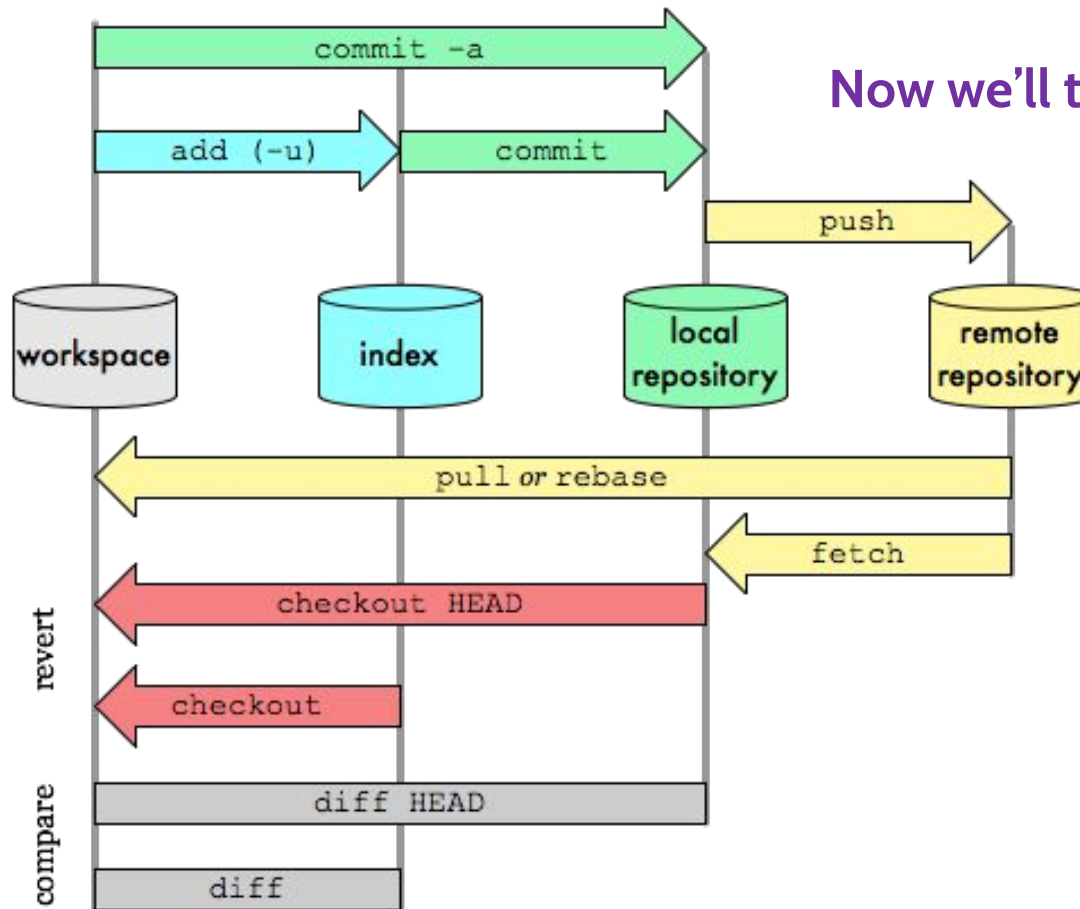 commit -a
Now we'll t
add (-u)
commit
push
workspace
index
local
repository
remote
repository
pull or rebase
fetch
checkout HEAD
revert
checkout
diff HEAD
compare
diff